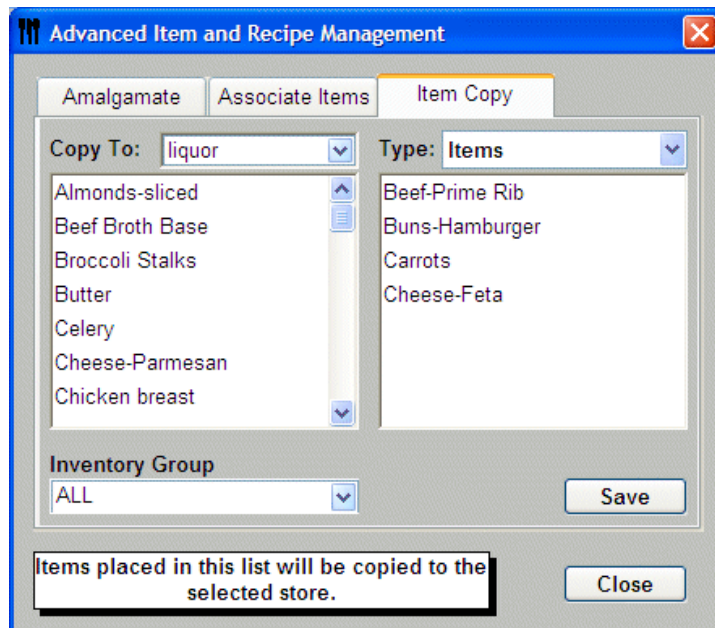 Advanced Item and Recipe Management
Amalgamate
Associate Items
Item Copy
Copy To:
liquor
Type:
Items
Almonds-sliced
Beef Broth Base
Broccoli Stalks
Butter
Celery
Cheese-Parmesan
Chicken breast
Beef-Prime Rib
Buns-Hamburger
Carrots
Cheese-Feta
Inventory Group
ALL
Save
Items placed in this list will be copied to the
selected store.
Close